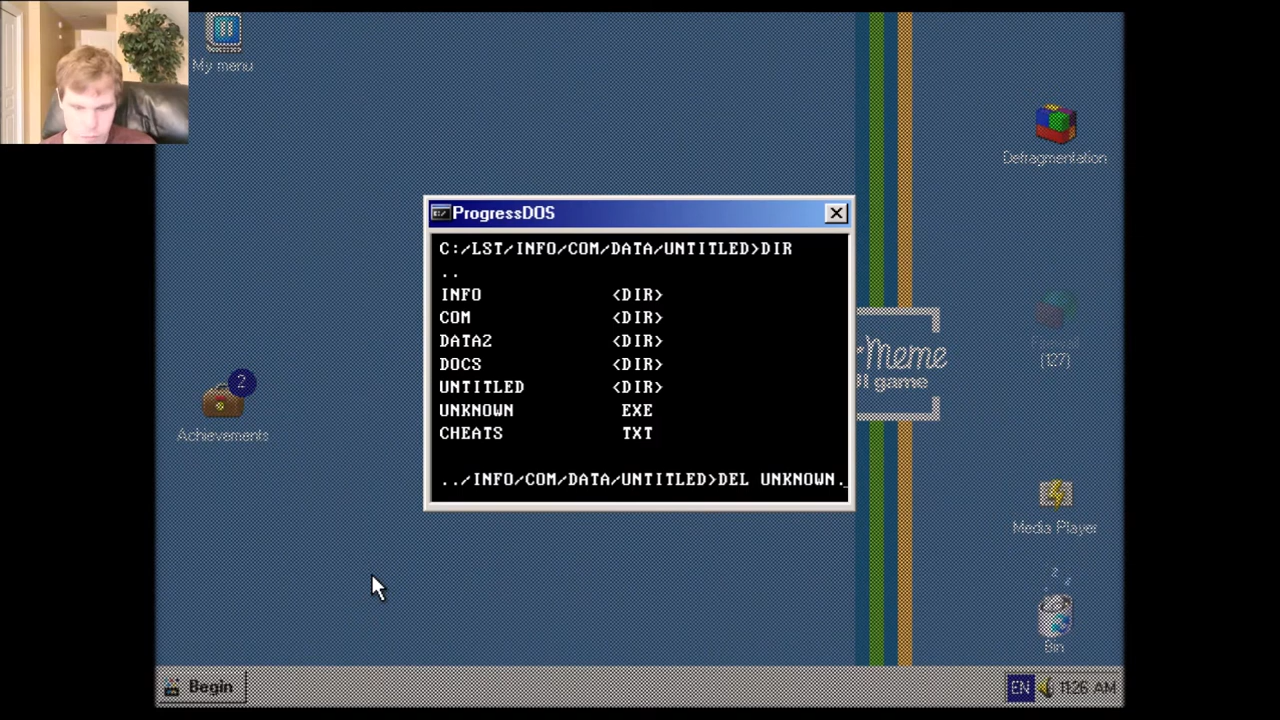 My menu
Defragmentation
ProgressDOS
C:/LST/INFO/COM/DATA/UNTITLED>DIR
..
INFO <DIR>
COM <DIR>
DATA2 <DIR>
DOCS <DIR>
UNTITLED <DIR>
UNKNOWN EXE
CHEATS TXT
../INFO/COM/DATA/UNTITLED>DEL UNKNOWN._
Firewall
(127)
Meme
game
2
Achievements
Media Player
z
z
Bin
Begin
EN
11:26 AM